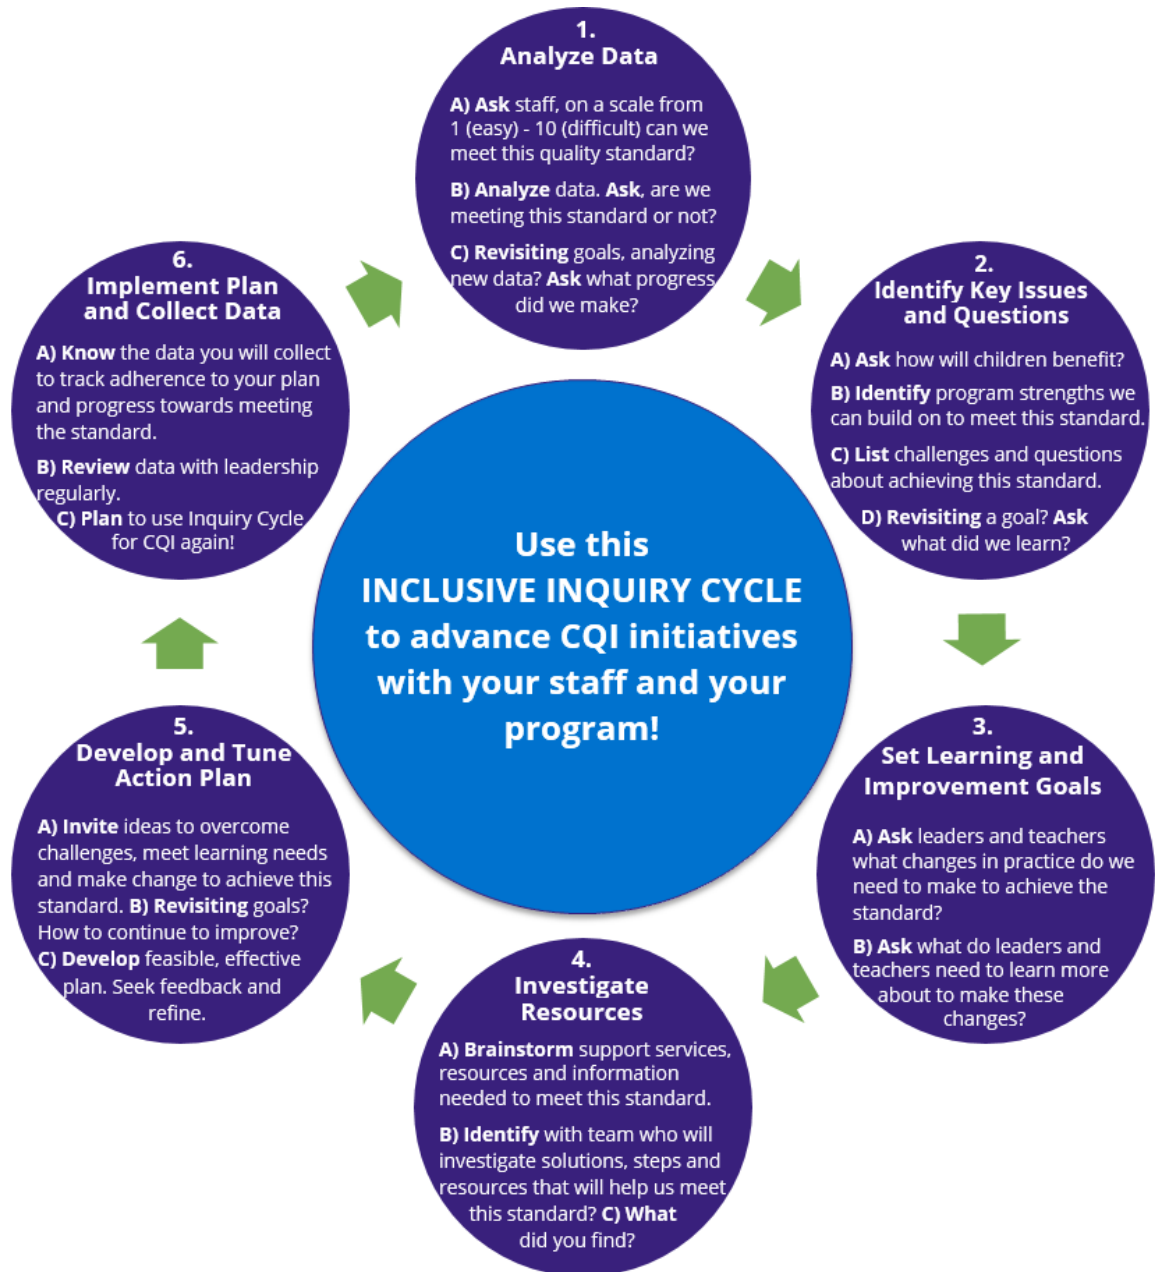 1.
Analyze Data
A) Ask staff, on a scale from
1 (easy) - 10 (difficult) can we
meet this quality standard?
B) Analyze data. Ask, are we
meeting this standard or not?
C) Revisiting goals, analyzing
new data? Ask what progress
did we make?
2.
Identify Key Issues
and Questions
A) Ask how will children benefit?
B) Identify program strengths we
can build on to meet this standard.
C) List challenges and questions
about achieving this standard.
D) Revisiting a goal? Ask
what did we learn?
3.
Set Learning and
Improvement Goals
A) Ask leaders and teachers
what changes in practice do we
need to make to achieve the
standard?
B) Ask what do leaders and
teachers need to learn more
about to make these
changes?
4.
Investigate
Resources
A) Brainstorm support services,
resources and information
needed to meet this standard.
B) Identify with team who will
investigate solutions, steps and
resources that will help us meet
this standard? C) What
did you find?
5.
Develop and Tune
Action Plan
A) Invite ideas to overcome
challenges, meet learning needs
and make change to achieve this
standard. B) Revisiting goals?
How to continue to improve?
C) Develop feasible, effective
plan. Seek feedback and
refine.
6.
Implement Plan
and Collect Data
A) Know the data you will collect
to track adherence to your plan
and progress towards meeting
the standard.
B) Review data with leadership
regularly.
C) Plan to use Inquiry Cycle
for CQI again!
Use this
INCLUSIVE INQUIRY CYCLE
to advance CQI initiatives
with your staff and your
program!